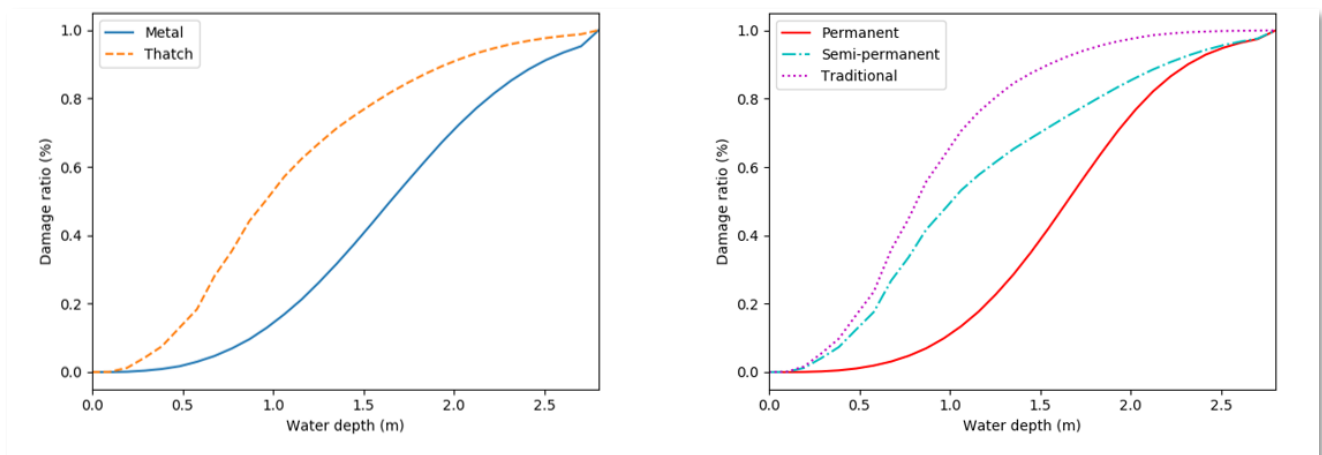 Metal
Thatch
1.0
0.8
0.6
0.4
0.2
0.0
Damage ratio (%)
0.0 0.5 1.0 1.5 2.0 2.5
Water depth (m)
Permanent
Semi-permanent
Traditional
1.0
0.8
0.6
0.4
0.2
0.0
Damage ratio (%)
0.0 0.5 1.0 1.5 2.0 2.5
Water depth (m)